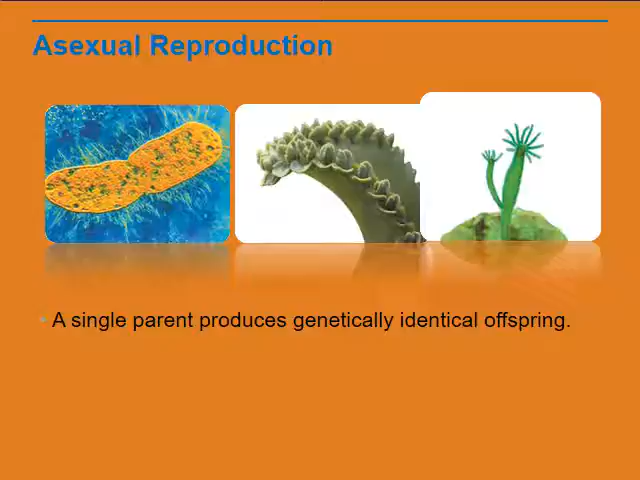 Asexual Reproduction
A single parent produces genetically identical offspring.